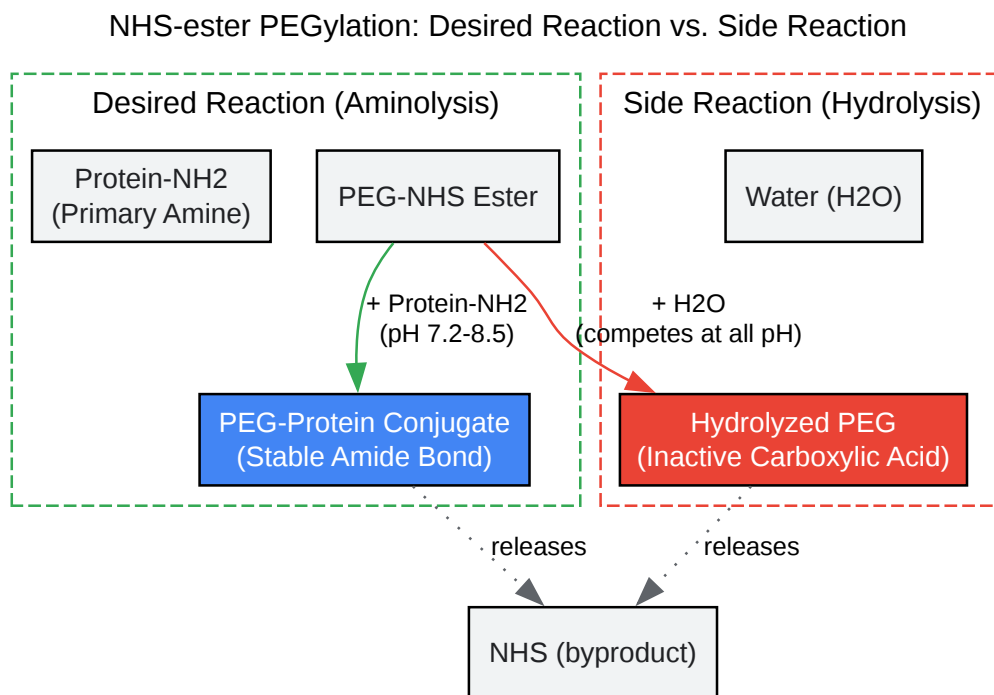 NHS-ester PEGylation: Desired Reaction vs. Side Reaction
Desired Reaction (Aminolysis)
Protein-NH2
(Primary Amine)
PEG-NHS Ester
+ Protein-NH2
(pH 7.2-8.5)
PEG-Protein Conjugate
(Stable Amide Bond)
Side Reaction (Hydrolysis)
Water (H2O)
+ H2O
(competes at all pH)
Hydrolyzed PEG
(Inactive Carboxylic Acid)
releases
releases
NHS (byproduct)